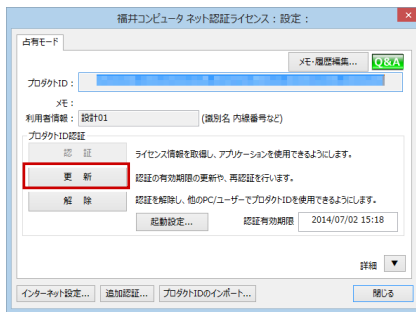 福井コンピュータ ネット認証ライセンス：設定：
占有モード
メモ・履歴編集... Q&A
プロダクトID：
メモ：
利用者情報： 設計01 (識別名 内線番号など)
プロダクトID認証
認 証 ライセンス情報を取得し、アプリケーションを使用できるようにします。
更 新 認証の有効期限の更新や、再認証を行います。
解 除 認証を解除し、他のPC/ユーザーでプロダクトIDを使用できるようにします。
起動設定... 認証有効期限 2014/07/02 15:18
詳細 ▼
インターネット設定... 追加認証... プロダクトIDのインポート... 閉じる